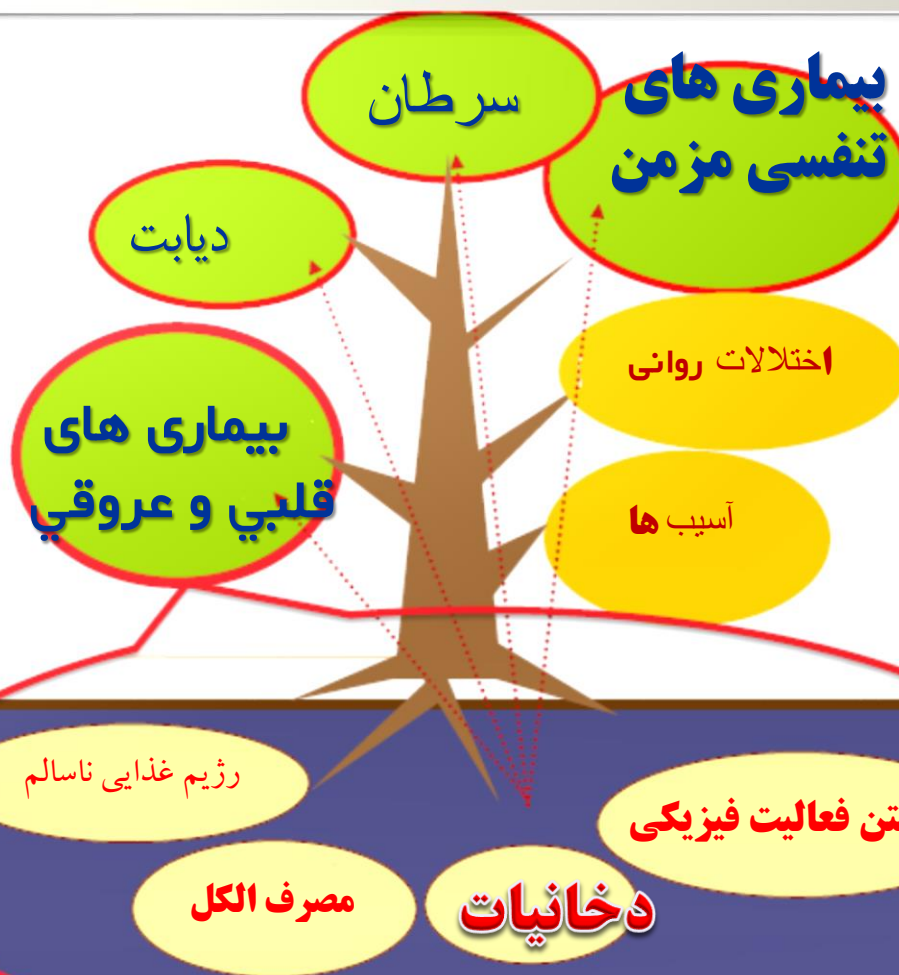 سرطان
بیماری های
تنفسی مزمن
دیابت
اختلالات روانی
بیماری های
قلبي و عروقي
آسیب ها
رژیم غذایی ناسالم
فعالیت فیزیکی
مصرف الکل
دخانیات